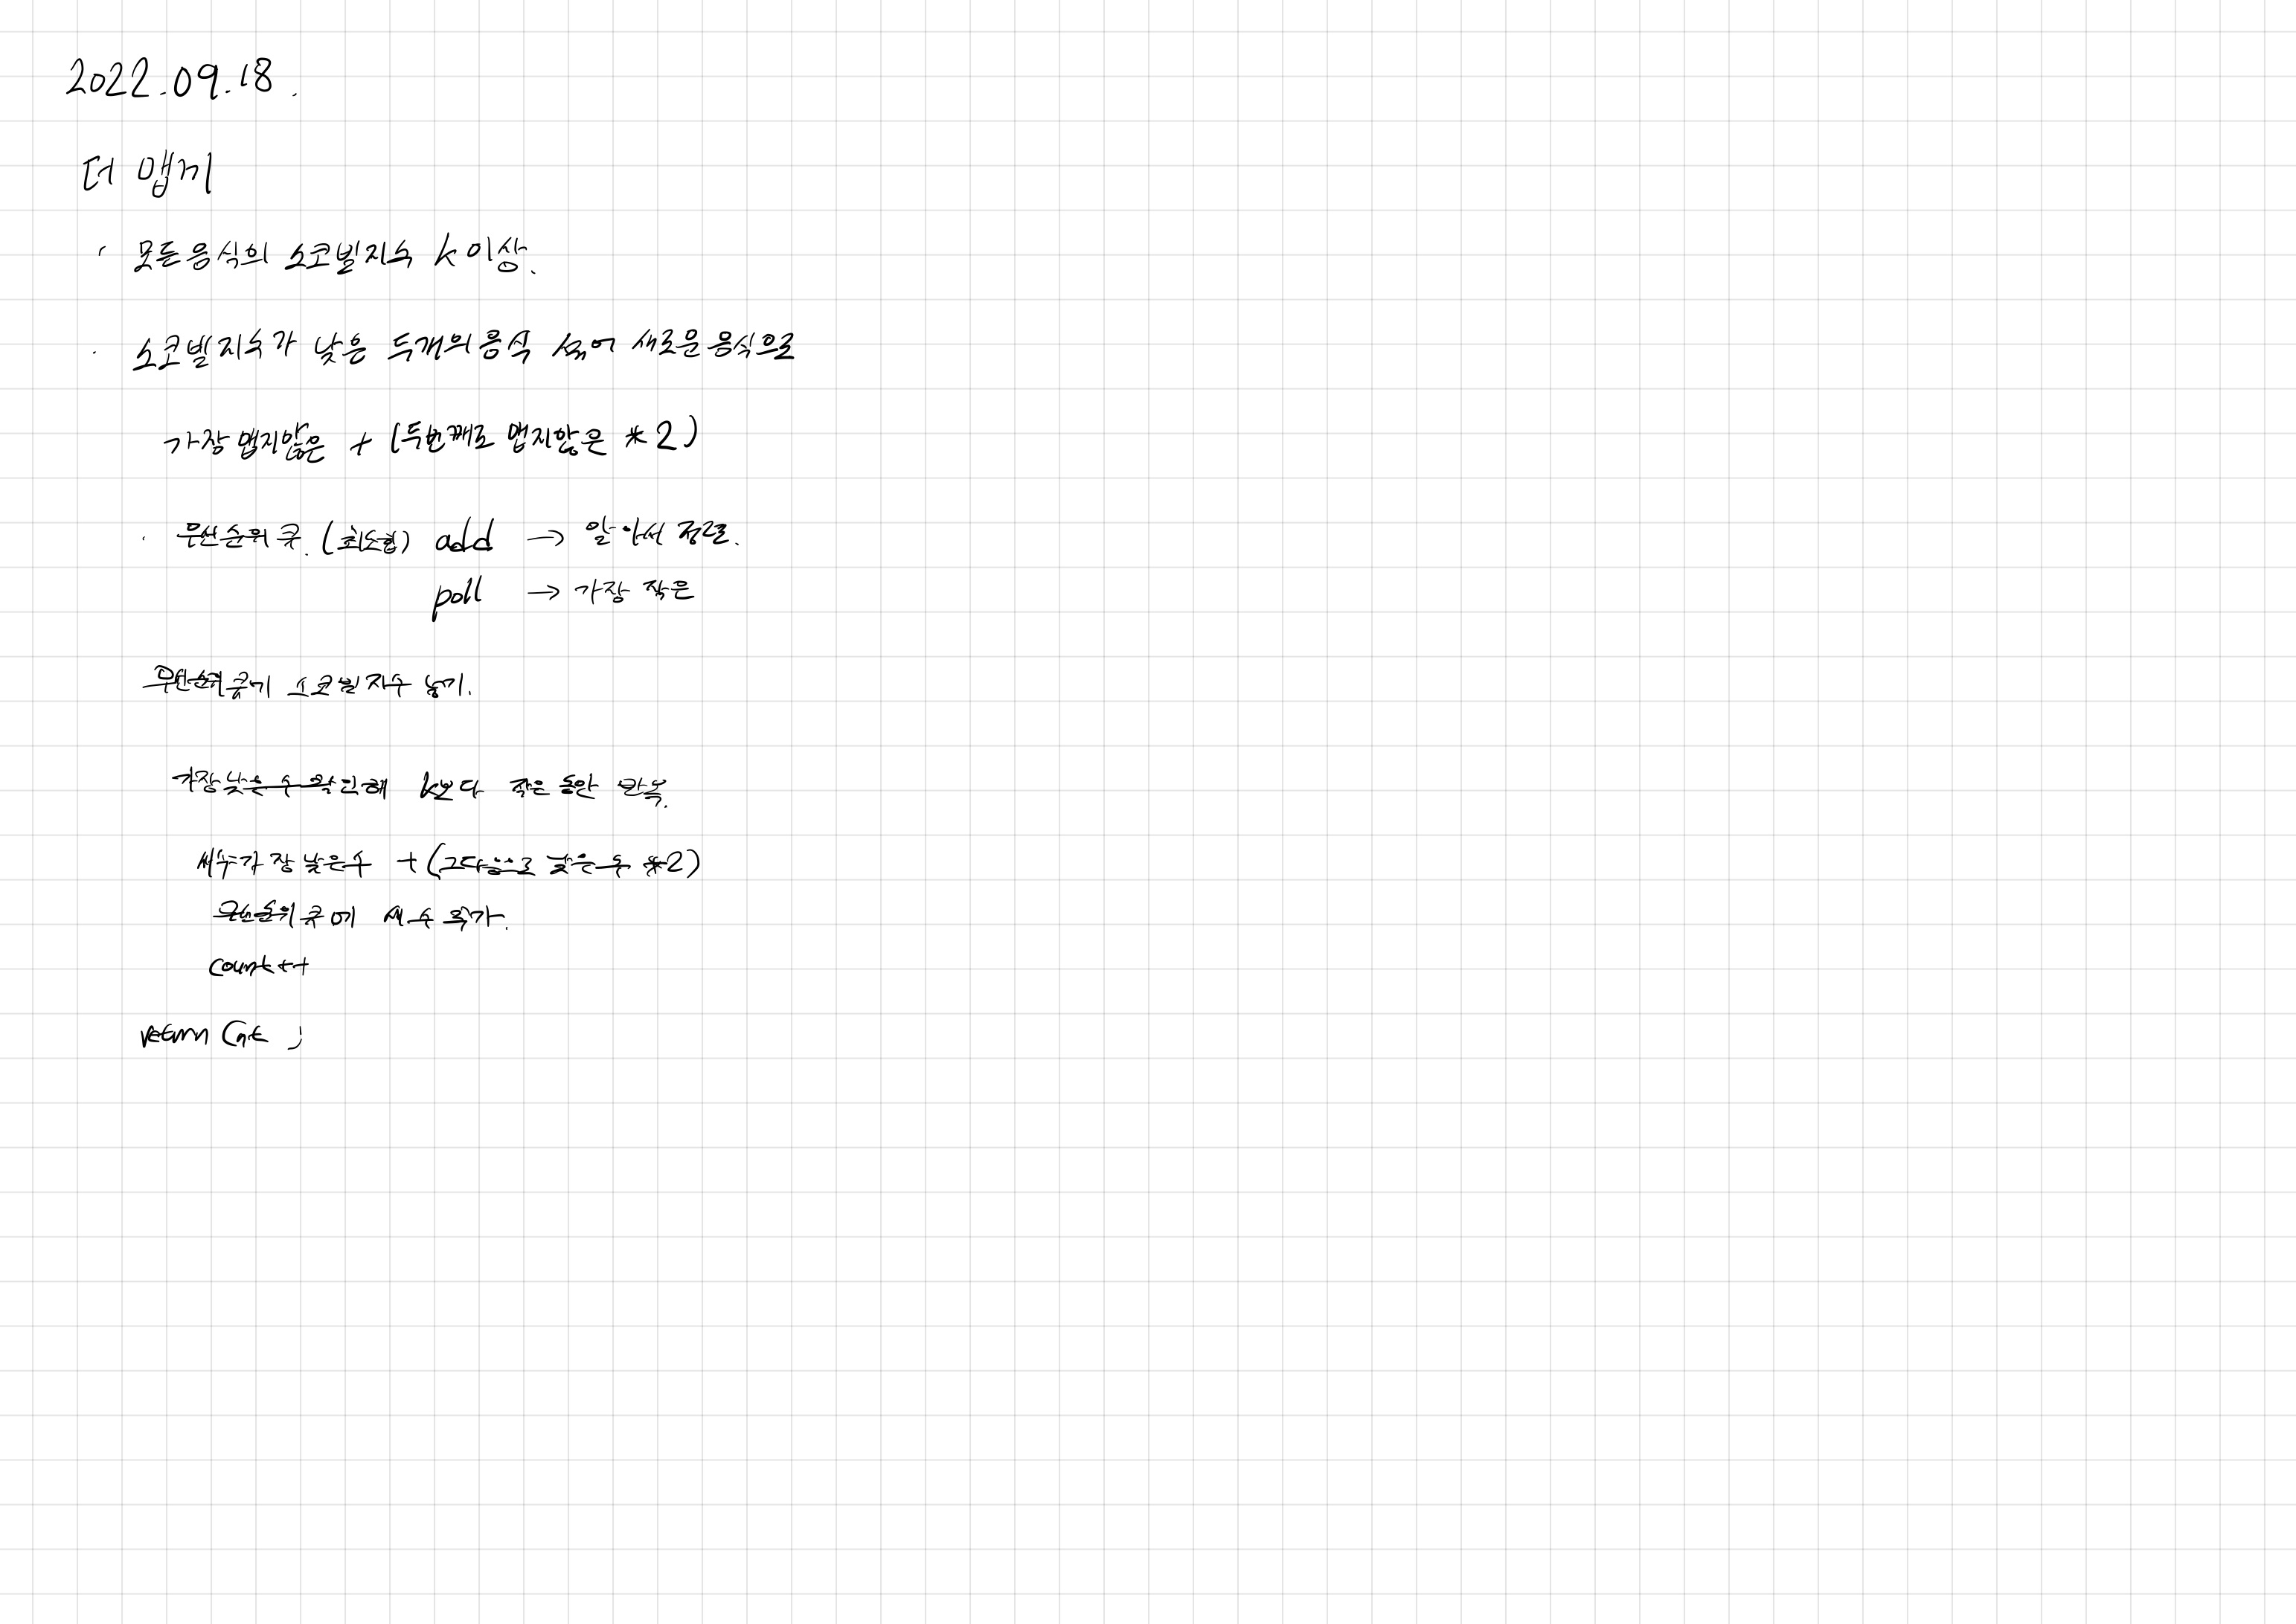 2022.09.18.
더 맵게
· 모든 음식의 스코빌지수 K 이상.
· 스코빌지수가 낮은 두개의 음식 섞어 새로운 음식으로
가장 맵지않은 + (두번째로 맵지않은 * 2)
· 우선순위 큐. (최소힙) add → 알아서 정렬.
poll → 가장 작은
우선순위 큐에 스코빌 지수 넣기.
가장 낮은 수 확인해 K보다 작은 동안 반복.
새수 = 가장 낮은수 + (그다음으로 낮은 수 * 2)
우선순위 큐에 새 수 추가.
count++
return Cnt ;